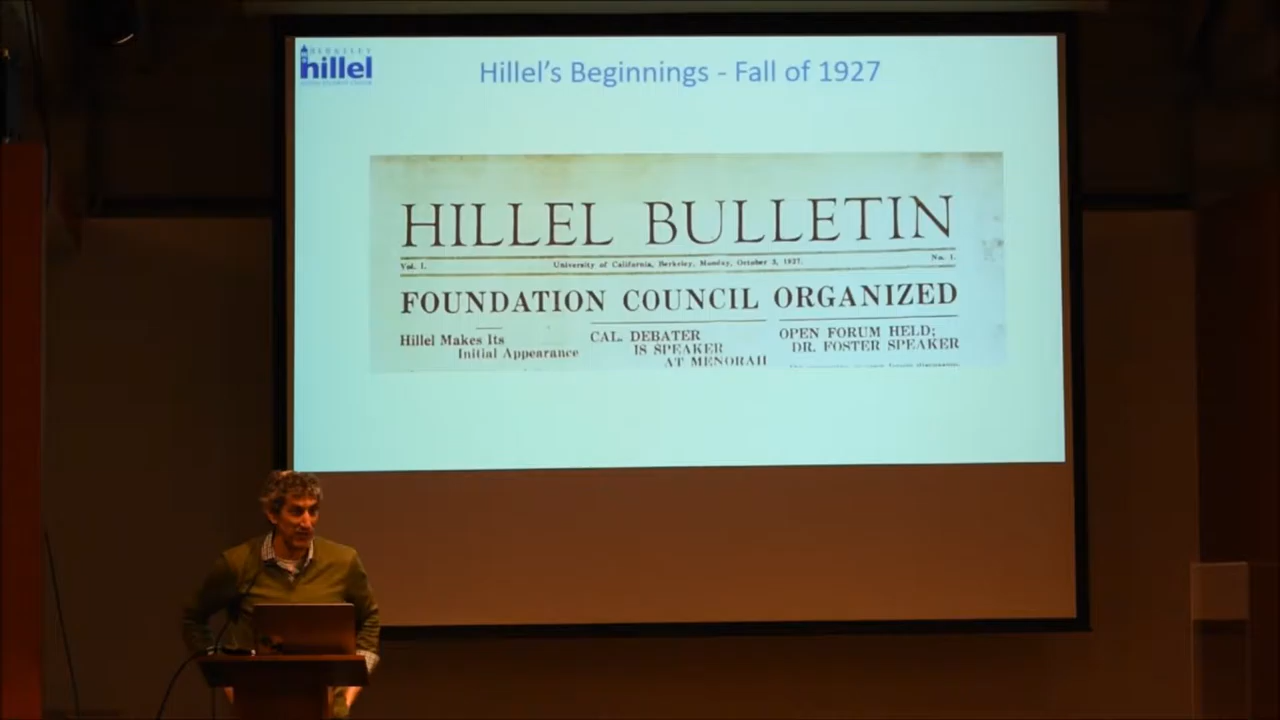 BERKELEY
hillel
Hillel's Beginnings - Fall of 1927
HILLEL BULLETIN
Vol. I. University of California, Berkeley, Monday, October 3, 1927. No. 1.
FOUNDATION COUNCIL ORGANIZED
Hillel Makes Its
Initial Appearance
CAL. DEBATER
IS SPEAKER
AT MENORAH
OPEN FORUM HELD;
DR. FOSTER SPEAKER